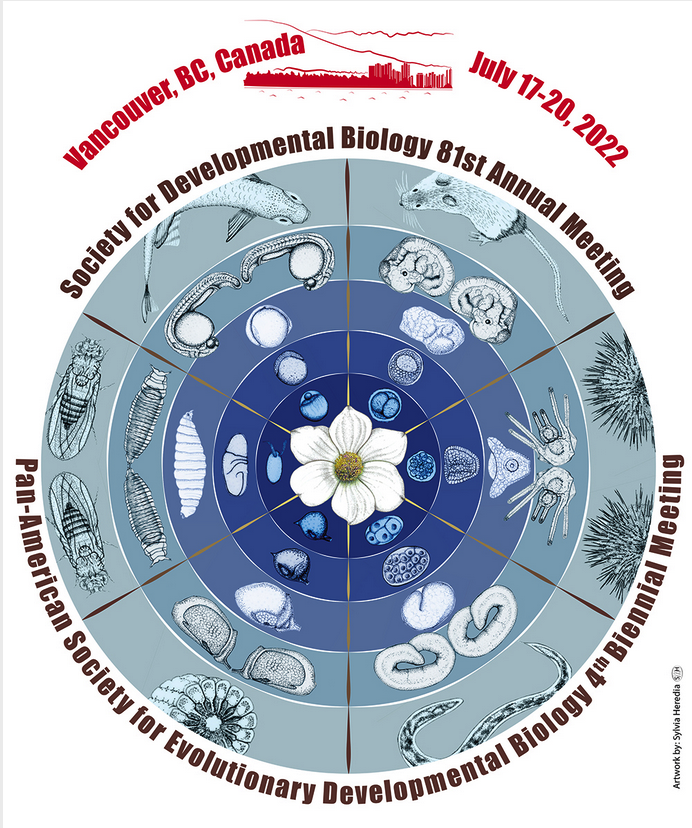 Vancouver, BC, Canada
July 17-20, 2022
Society for Developmental Biology 81st Annual Meeting
Pan-American Society for Evolutionary Developmental Biology 4th Biennial Meeting
Artwork by: Sylvia Heredia